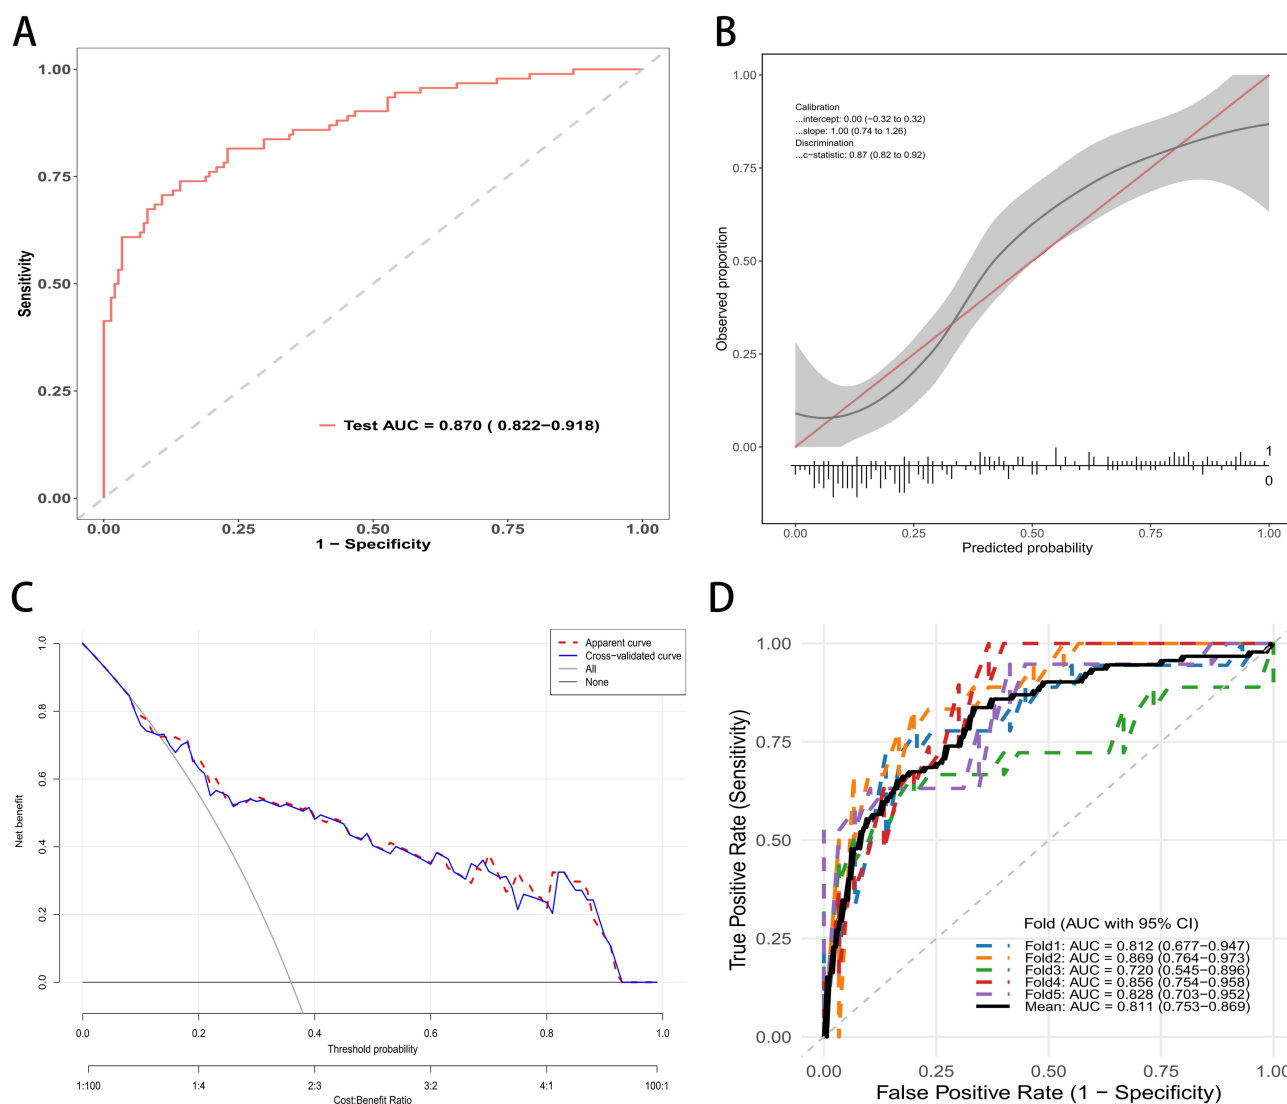 A
1.00
0.75
0.50
0.25
0.00
Sensitivity
Test AUC = 0.870 ( 0.822−0.918)
0.00 0.25 0.50 0.75 1.00
1 − Specificity
B
1.00
0.75
0.50
0.25
0.00
Observed proportion
Calibration
...intercept: 0.00 (−0.32 to 0.32)
...slope: 1.00 (0.74 to 1.26)
Discrimination
...c−statistic: 0.87 (0.82 to 0.92)
1
0
0.00 0.25 0.50 0.75 1.00
Predicted probability
C
1.0
0.8
0.6
0.4
0.2
0.0
Net benefit
Apparent curve
Cross−validated curve
All
None
0.0 0.2 0.4 0.6 0.8 1.0
Threshold probability
1:100 1:4 2:3 3:2 4:1 100:1
Cost:Benefit Ratio
D
1.00
0.75
0.50
0.25
0.00
True Positive Rate (Sensitivity)
Fold (AUC with 95% CI)
Fold1: AUC = 0.812 (0.677−0.947)
Fold2: AUC = 0.869 (0.764−0.973)
Fold3: AUC = 0.720 (0.545−0.896)
Fold4: AUC = 0.856 (0.754−0.958)
Fold5: AUC = 0.828 (0.703−0.952)
Mean: AUC = 0.811 (0.753−0.869)
0.00 0.25 0.50 0.75 1.00
False Positive Rate (1 − Specificity)